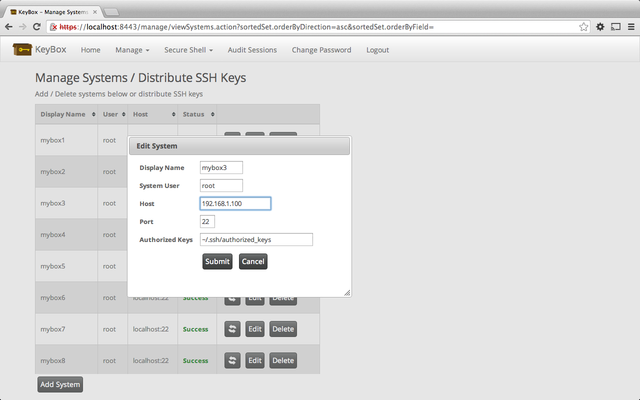 KeyBox - Manage Systems
https://localhost:8443/manage/viewSystems.action?sortedSet.orderByDirection=asc&sortedSet.orderByField=
KeyBox Home Manage Secure Shell Audit Sessions Change Password Logout
Manage Systems / Distribute SSH Keys
Add / Delete systems below or distribute SSH keys
Display Name User Host Status
mybox1 root
mybox2 root
mybox3 root
mybox4 root
mybox5 root
mybox6 root localhost:22 Success Edit Delete
mybox7 root localhost:22 Success Edit Delete
mybox8 root localhost:22 Success Edit Delete
Add System
Edit System
Display Name mybox3
System User root
Host 192.168.1.100
Port 22
Authorized Keys ~/.ssh/authorized_keys
Submit Cancel